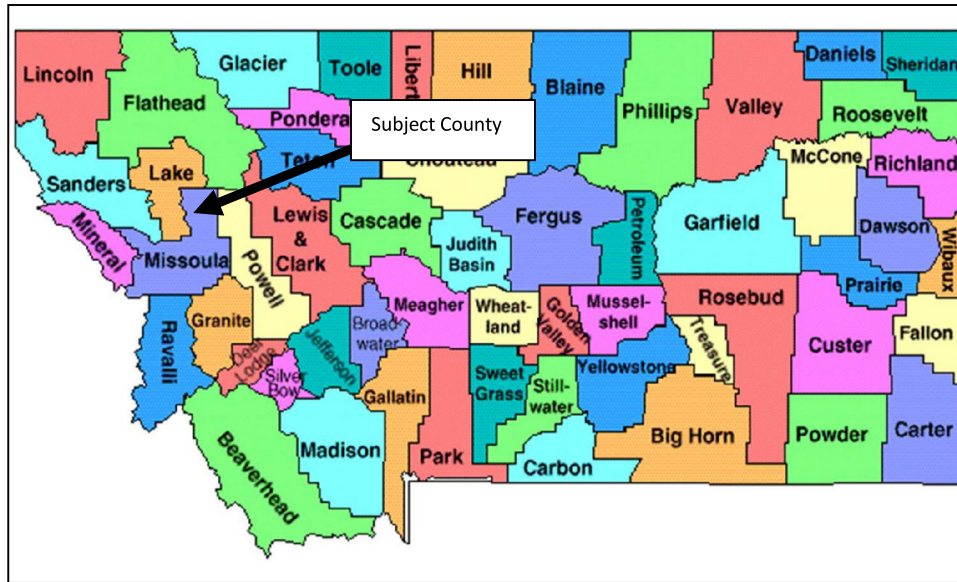 Lincoln
Flathead
Glacier
Toole
Libert
Hill
Blaine
Phillips
Valley
Daniels
Sheridan
Roosevelt
Pondera
Subject County
Teton
Chouteau
McCone
Richland
Sanders
Lake
Lewis
&
Clark
Cascade
Fergus
Petroleum
Garfield
Dawson
Wibaux
Mineral
Missoula
Powell
Judith
Basin
Prairie
Meagher
Wheat-
land
Golden
Valley
Mussel-
shell
Rosebud
Treasure
Custer
Fallon
Ravalli
Granite
Deer
Lodge
Silver
Bow
Jefferson
Broad-
water
Gallatin
Sweet
Grass
Still-
water
Yellowstone
Beaverhead
Madison
Park
Carbon
Big Horn
Powder
Carter